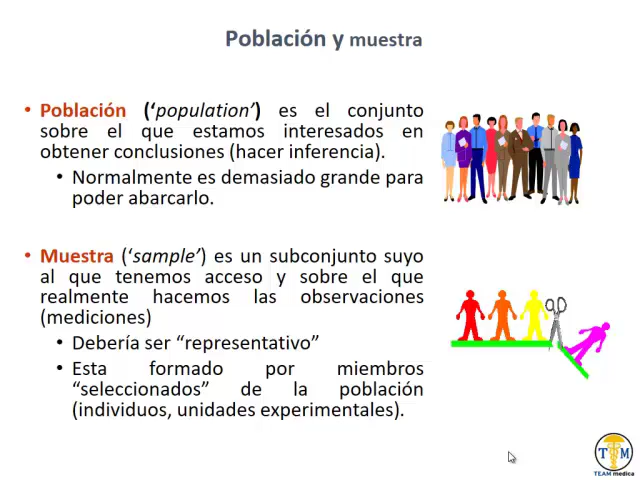 Población y muestra
• Población (‘population’) es el conjunto
sobre el que estamos interesados en
obtener conclusiones (hacer inferencia).
• Normalmente es demasiado grande para
poder abarcarlo.
• Muestra (‘sample’) es un subconjunto suyo
al que tenemos acceso y sobre el que
realmente hacemos las observaciones
(mediciones)
• Debería ser “representativo”
• Esta formado por miembros
“seleccionados” de la población
(individuos, unidades experimentales).
T M
TEAM medica